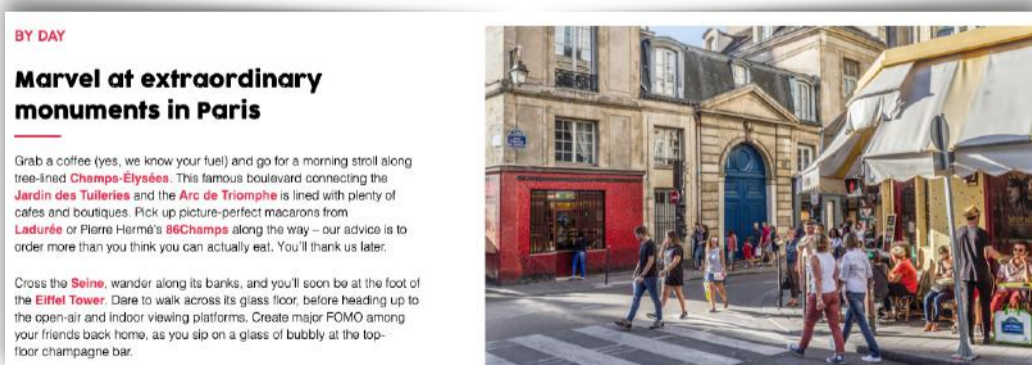 BY DAY
Marvel at extraordinary
monuments in Paris
Grab a coffee (yes, we know your fuel) and go for a morning stroll along
tree-lined Champs-Élysées. This famous boulevard connecting the
Jardin des Tuileries and the Arc de Triomphe is lined with plenty of
cafes and boutiques. Pick up picture-perfect macarons from
Ladurée or Pierre Hermé's 86Champs along the way – our advice is to
order more than you think you can actually eat. You'll thank us later.
Cross the Seine, wander along its banks, and you'll soon be at the foot of
the Eiffel Tower. Dare to walk across its glass floor, before heading up to
the open-air and indoor viewing platforms. Create major FOMO among
your friends back home, as you sip on a glass of bubbly at the top-
floor champagne bar.